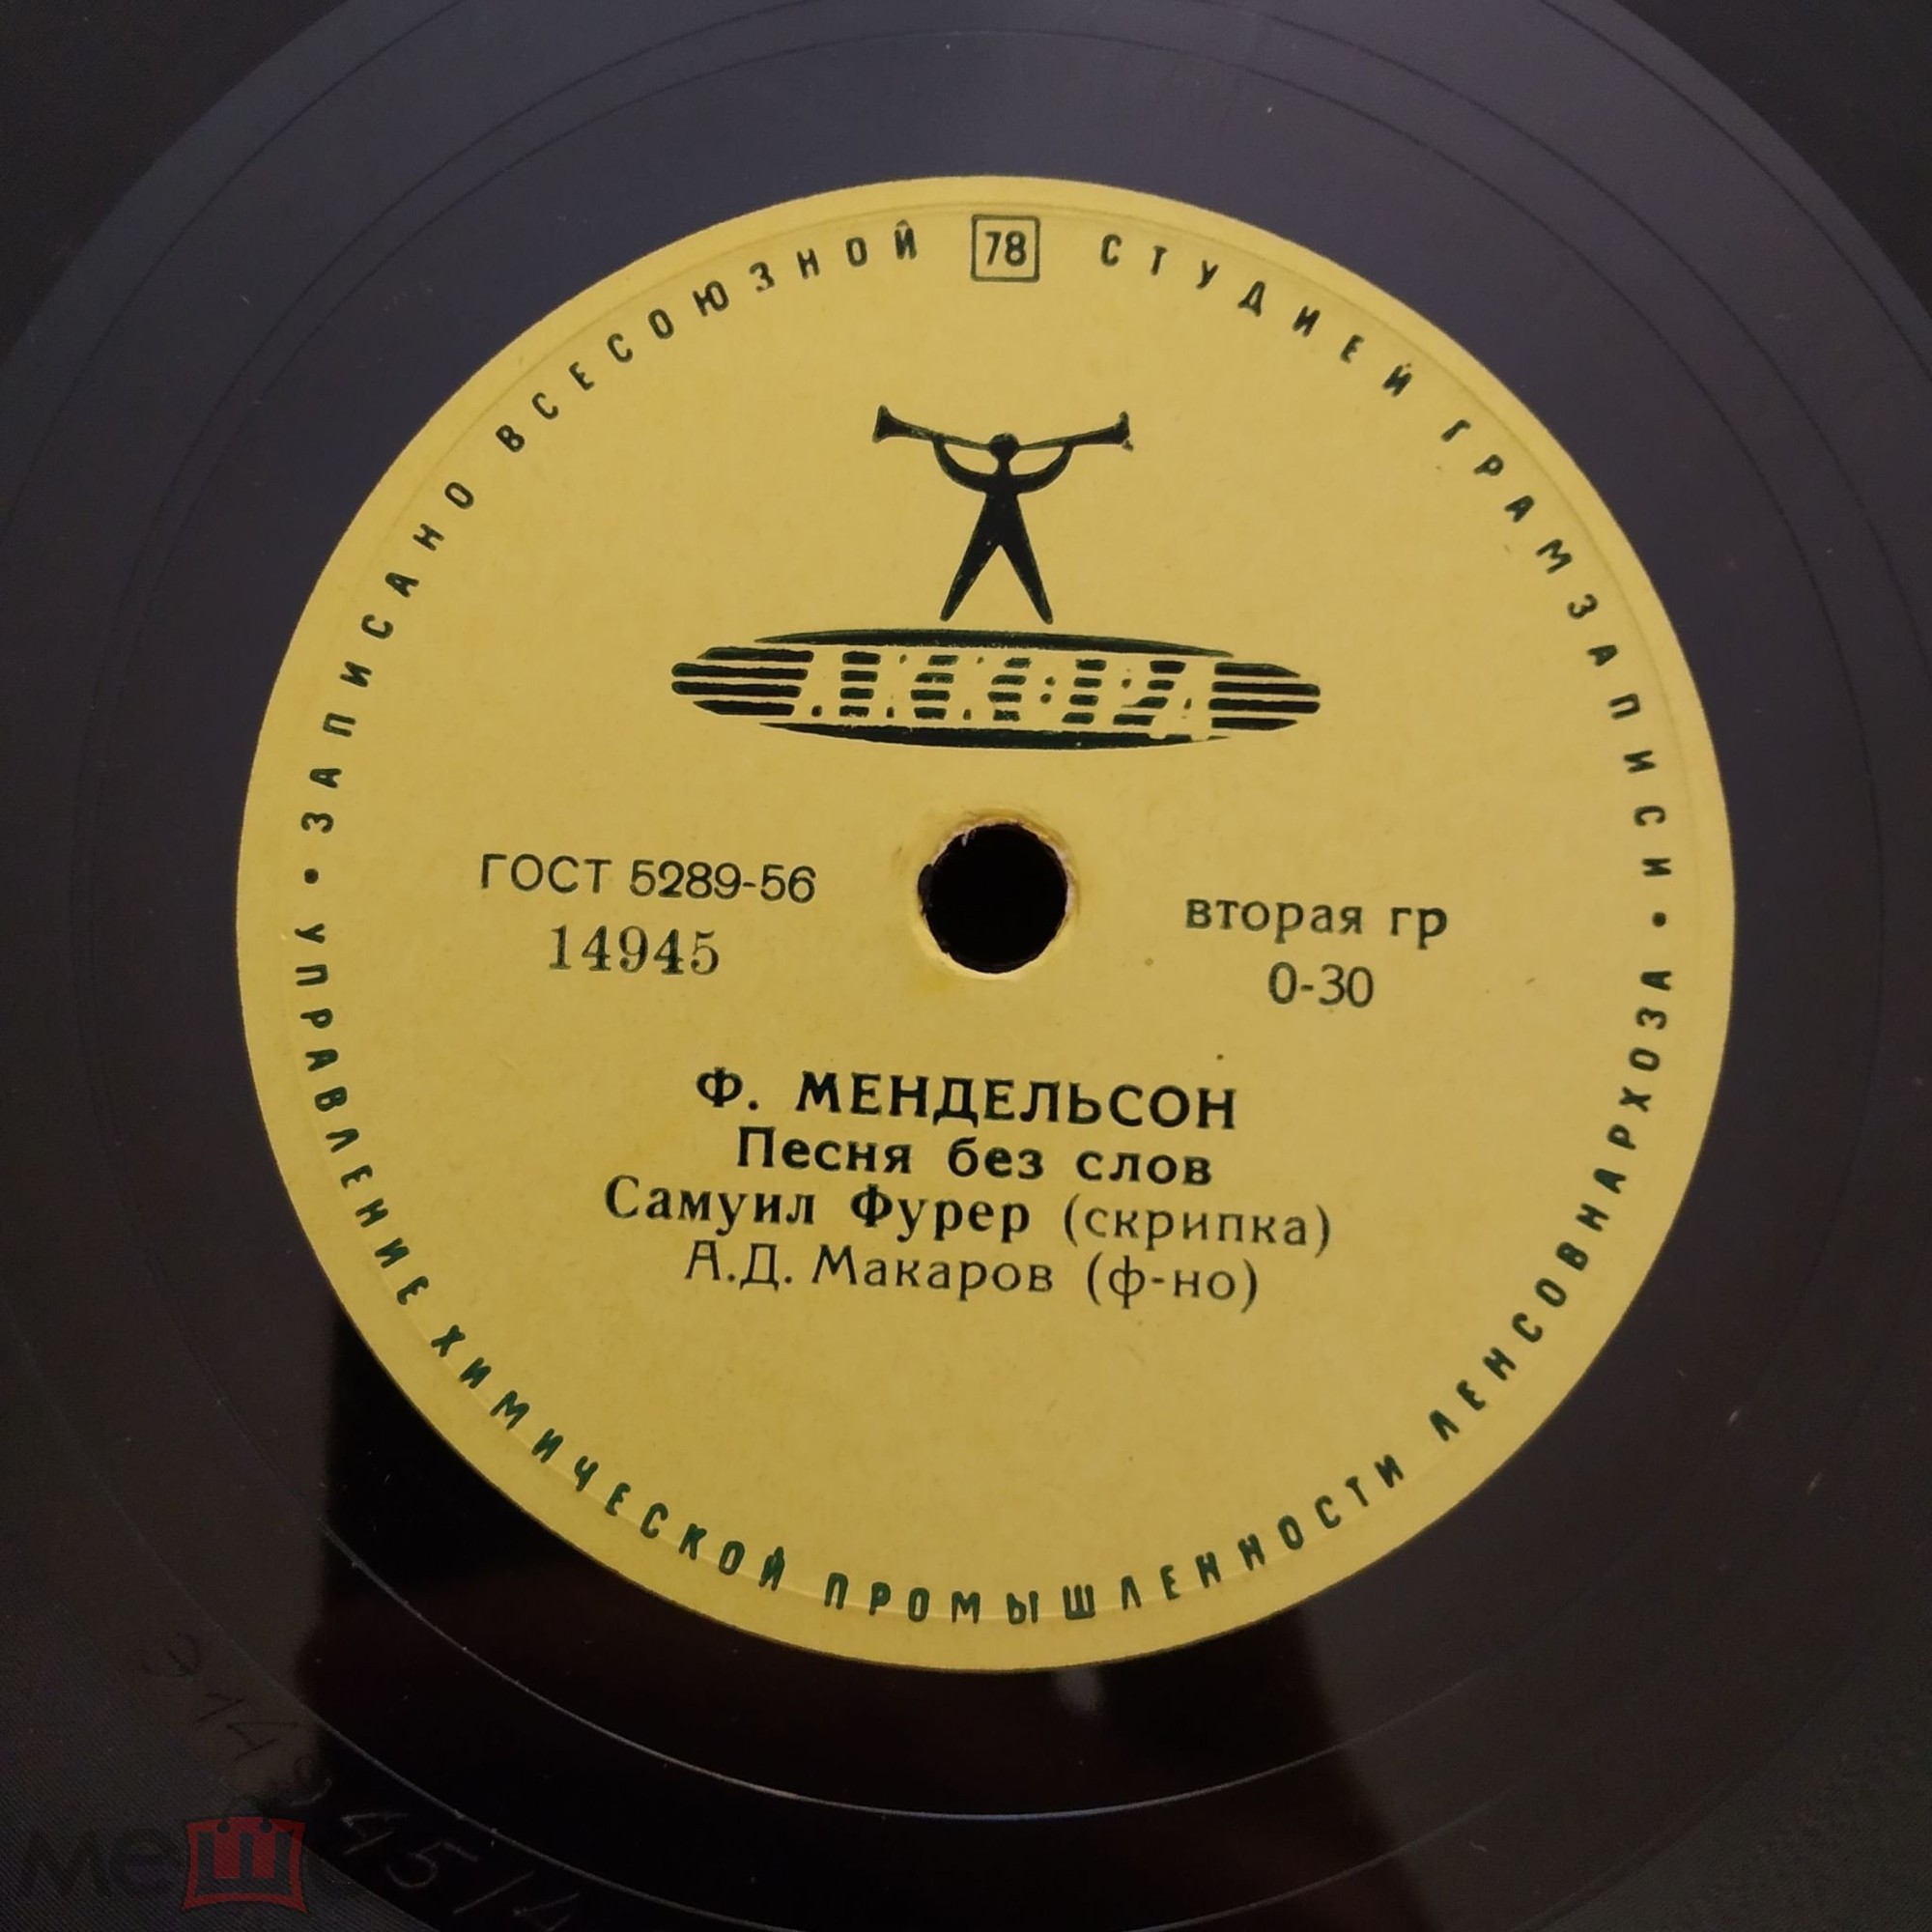 ЗАПИСАНО ВСЕСОЮЗНОЙ 78 СТУДИЕЙ ГРАМЗАПИСИ
АККОРД
ГОСТ 5289-56
14945
вторая гр
0-30
Ф. МЕНДЕЛЬСОН
Песня без слов
Самуил Фурер (скрипка)
А.Д. Макаров (ф-но)
УПРАВЛЕНИЕ ХИМИЧЕСКОЙ ПРОМЫШЛЕННОСТИ ЛЕНСОВНАРХОЗА